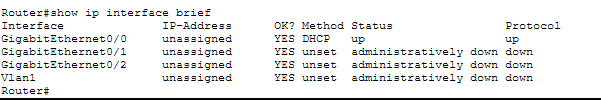 Router#show ip interface brief
Interface              IP-Address      OK? Method Status                Protocol
GigabitEthernet0/0     unassigned      YES DHCP   up                    up
GigabitEthernet0/1     unassigned      YES unset  administratively down down
GigabitEthernet0/2     unassigned      YES unset  administratively down down
Vlan1                  unassigned      YES unset  administratively down down
Router#